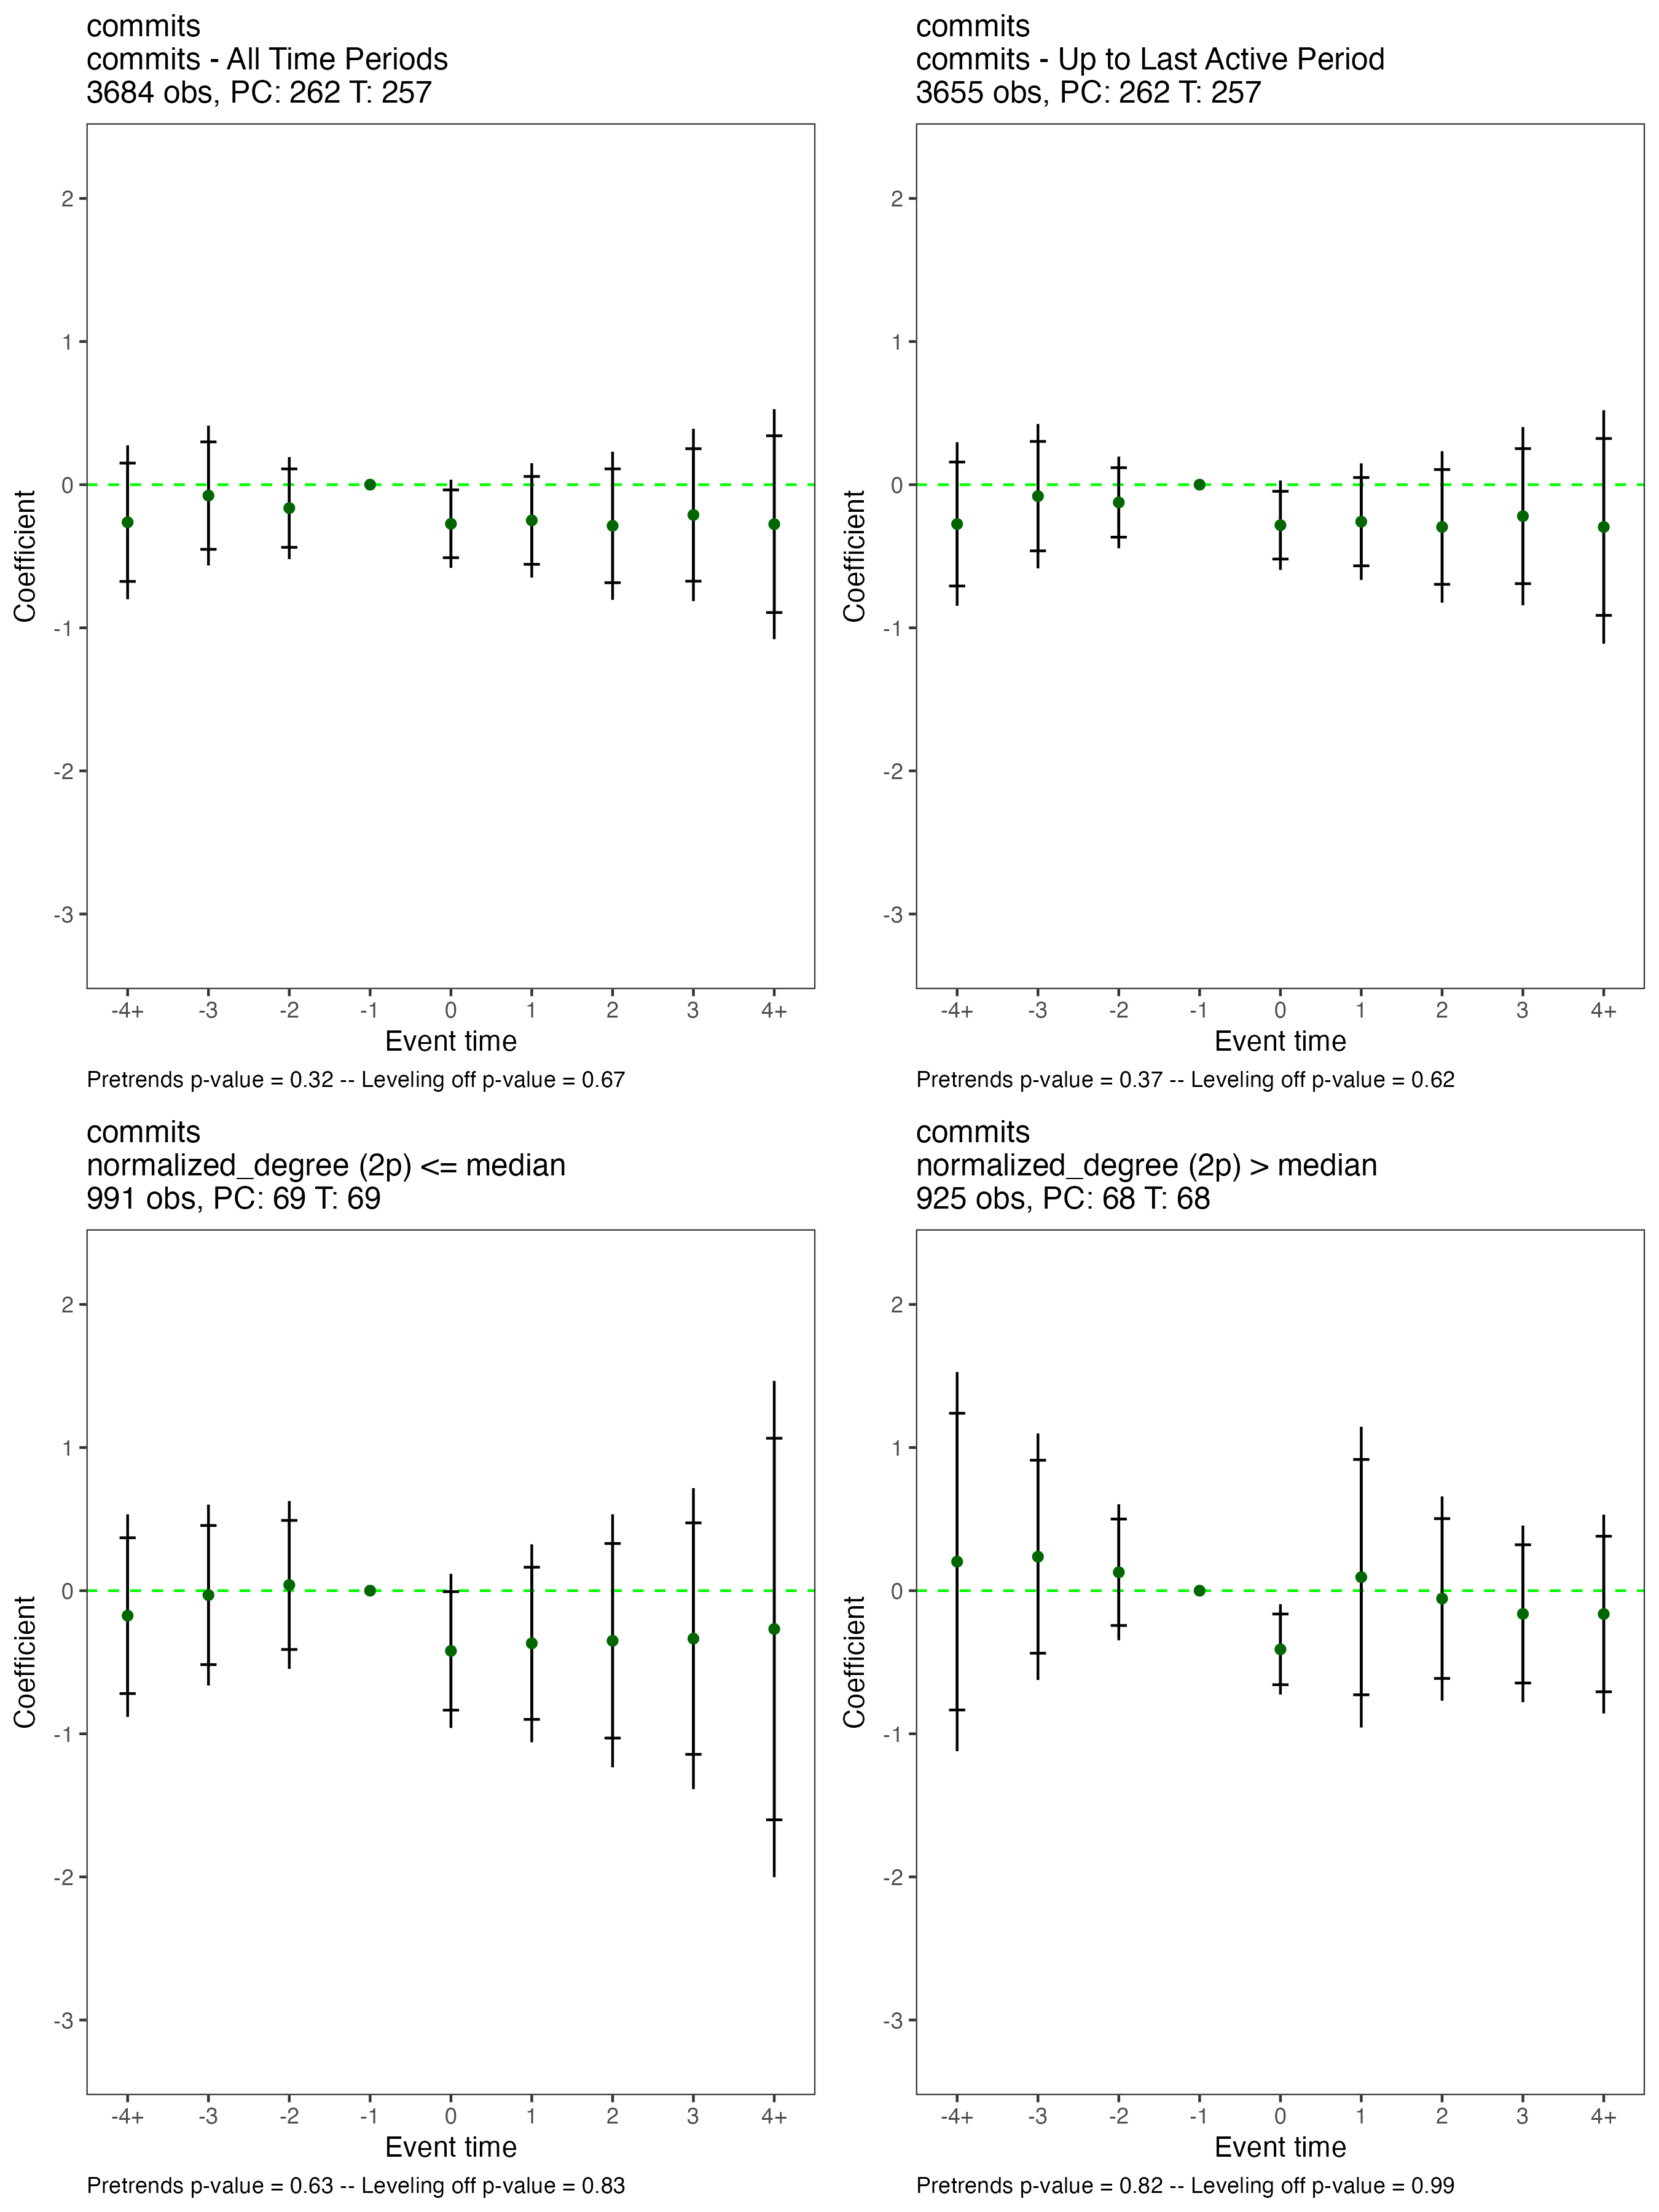 commits
commits - All Time Periods
3684 obs, PC: 262 T: 257
2
1
0
-1
-2
-3
Coefficient
-4+ -3 -2 -1 0 1 2 3 4+
Event time
Pretrends p-value = 0.32 -- Leveling off p-value = 0.67
commits
commits - Up to Last Active Period
3655 obs, PC: 262 T: 257
2
1
0
-1
-2
-3
Coefficient
-4+ -3 -2 -1 0 1 2 3 4+
Event time
Pretrends p-value = 0.37 -- Leveling off p-value = 0.62
commits
normalized_degree (2p) <= median
991 obs, PC: 69 T: 69
2
1
0
-1
-2
-3
Coefficient
-4+ -3 -2 -1 0 1 2 3 4+
Event time
Pretrends p-value = 0.63 -- Leveling off p-value = 0.83
commits
normalized_degree (2p) > median
925 obs, PC: 68 T: 68
2
1
0
-1
-2
-3
Coefficient
-4+ -3 -2 -1 0 1 2 3 4+
Event time
Pretrends p-value = 0.82 -- Leveling off p-value = 0.99